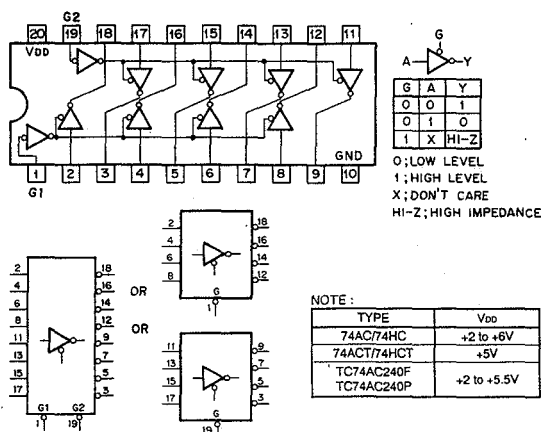 G2
20 19 18 17 16 15 14 13 12 11
VDD
GND
1 2 3 4 5 6 7 8 9 10
G1
G
A Y
G A Y
0 0 1
0 1 0
1 X HI-Z
0;LOW LEVEL
1;HIGH LEVEL
X;DON'T CARE
HI-Z;HIGH IMPEDANCE
2 18
4 16
6 14
8 12
11 9
13 7
15 5
17 3
G1 G2
1 19
OR
OR
2 18
4 16
6 14
8 12
G
1
11 9
13 7
15 5
17 3
G
19
NOTE :
TYPE VDD
74AC/74HC +2 to +6V
74ACT/74HCT +5V
TC74AC240F
TC74AC240P +2 to +5.5V